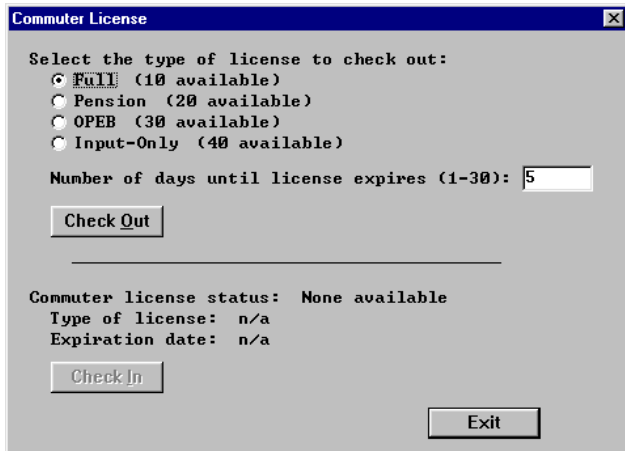 Commuter License
Select the type of license to check out:
Full (10 available)
Pension (20 available)
OPEB (30 available)
Input-Only (40 available)
Number of days until license expires (1-30): 5
Check Out
Commuter license status: None available
Type of license: n/a
Expiration date: n/a
Check In
Exit